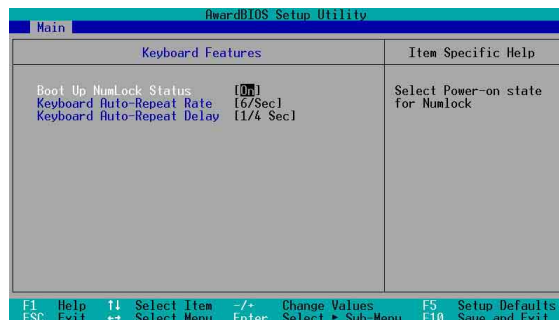 AwardBIOS Setup Utility
Main
Keyboard Features
Item Specific Help
Boot Up NumLock Status [On]
Keyboard Auto-Repeat Rate [6/Sec]
Keyboard Auto-Repeat Delay [1/4 Sec]
Select Power-on state
for Numlock
F1 Help ↑↓ Select Item -/+ Change Values F5 Setup Defaults
ESC Exit ←→ Select Menu Enter Select ► Sub-Menu F10 Save and Exit